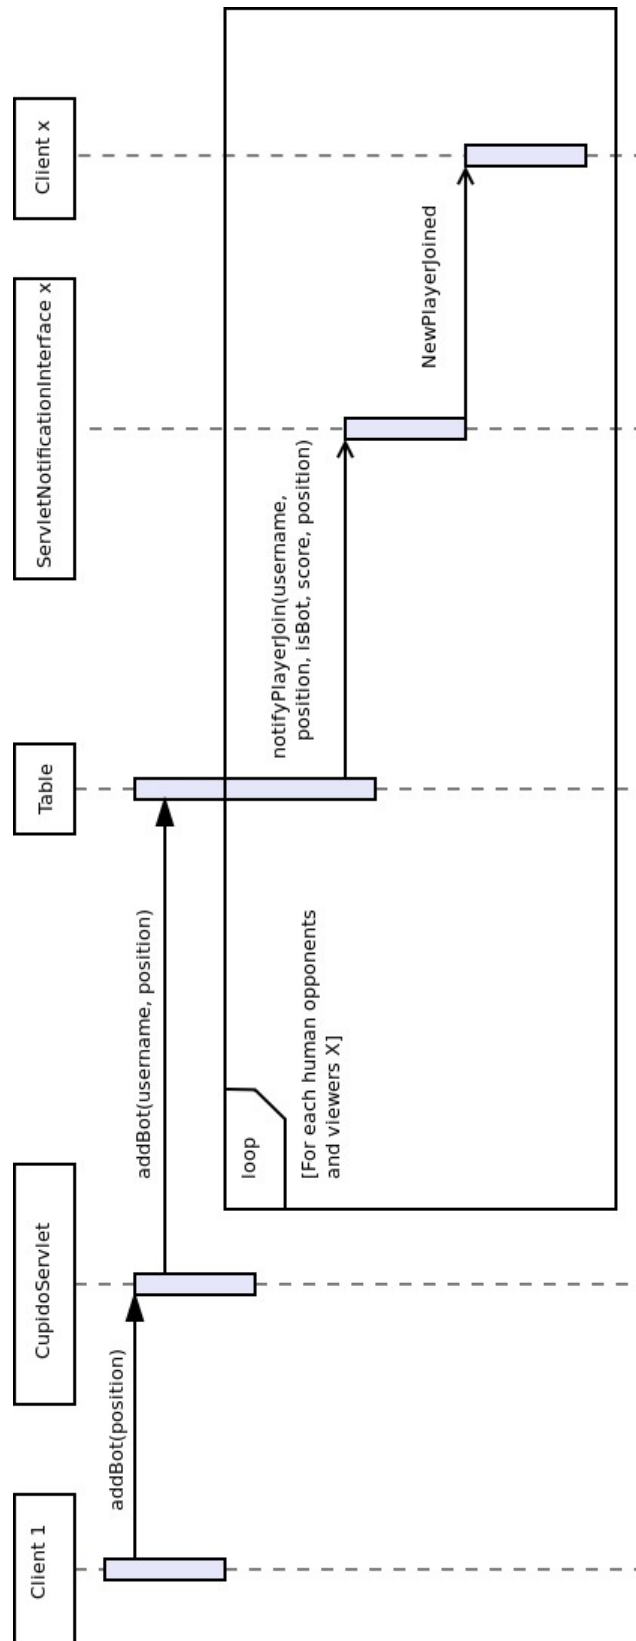 Client 1
CupidoServlet
Table
ServletNotificationInterface x
Client x
addBot(position)
addBot(username, position)
loop
[For each human opponents
and viewers X]
notifyPlayerJoin(username,
position, isBot, score, position)
NewPlayerJoined